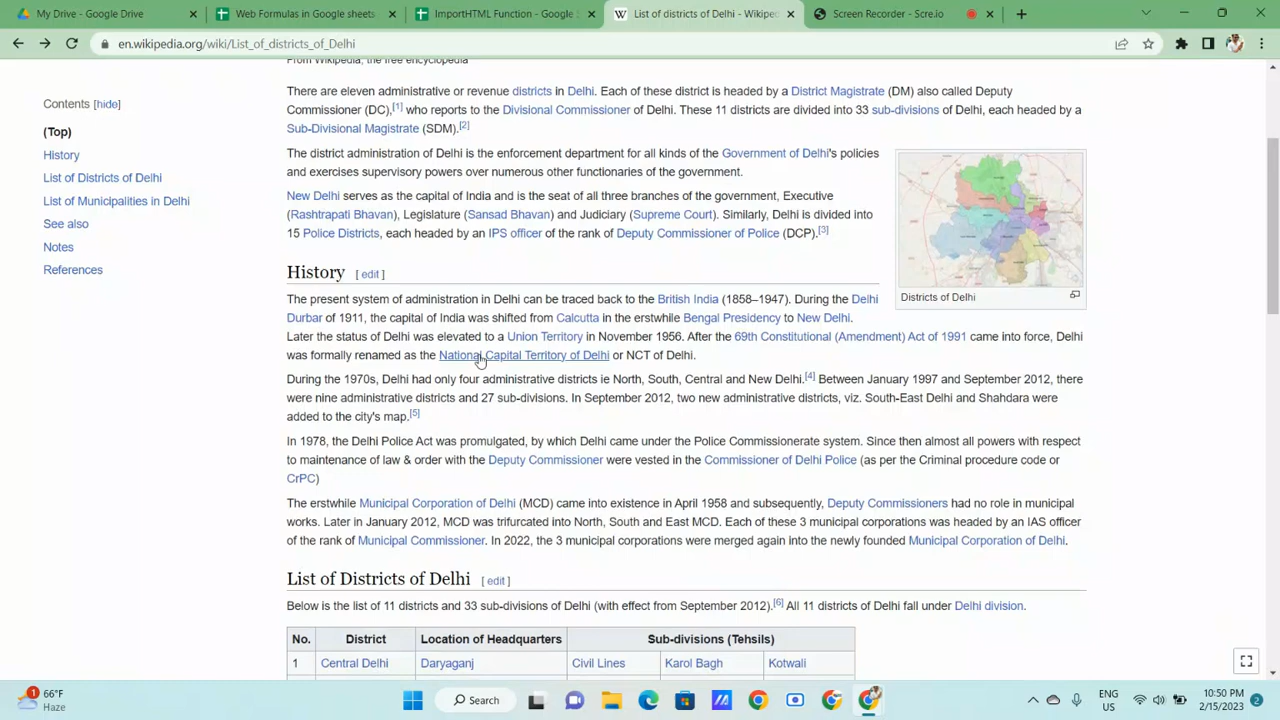 My Drive - Google Drive
Web Formulas in Google sheets
ImportHTML Function - Google
List of districts of Delhi - Wikiped
Screen Recorder - Scre.io
en.wikipedia.org/wiki/List_of_districts_of_Delhi
From Wikipedia, the free encyclopedia
Contents [hide]
(Top)
History
List of Districts of Delhi
List of Municipalities in Delhi
See also
Notes
References
There are eleven administrative or revenue districts in Delhi. Each of these district is headed by a District Magistrate (DM) also called Deputy
Commissioner (DC),[1] who reports to the Divisional Commissioner of Delhi. These 11 districts are divided into 33 sub-divisions of Delhi, each headed by a
Sub-Divisional Magistrate (SDM).[2]
The district administration of Delhi is the enforcement department for all kinds of the Government of Delhi's policies
and exercises supervisory powers over numerous other functionaries of the government.
New Delhi serves as the capital of India and is the seat of all three branches of the government, Executive
(Rashtrapati Bhavan), Legislature (Sansad Bhavan) and Judiciary (Supreme Court). Similarly, Delhi is divided into
15 Police Districts, each headed by an IPS officer of the rank of Deputy Commissioner of Police (DCP).[3]
Districts of Delhi
History [ edit ]
The present system of administration in Delhi can be traced back to the British India (1858–1947). During the Delhi
Durbar of 1911, the capital of India was shifted from Calcutta in the erstwhile Bengal Presidency to New Delhi.
Later the status of Delhi was elevated to a Union Territory in November 1956. After the 69th Constitutional (Amendment) Act of 1991 came into force, Delhi
was formally renamed as the National Capital Territory of Delhi or NCT of Delhi.
During the 1970s, Delhi had only four administrative districts ie North, South, Central and New Delhi.[4] Between January 1997 and September 2012, there
were nine administrative districts and 27 sub-divisions. In September 2012, two new administrative districts, viz. South-East Delhi and Shahdara were
added to the city's map.[5]
In 1978, the Delhi Police Act was promulgated, by which Delhi came under the Police Commissionerate system. Since then almost all powers with respect
to maintenance of law & order with the Deputy Commissioner were vested in the Commissioner of Delhi Police (as per the Criminal procedure code or
CrPC)
The erstwhile Municipal Corporation of Delhi (MCD) came into existence in April 1958 and subsequently, Deputy Commissioners had no role in municipal
works. Later in January 2012, MCD was trifurcated into North, South and East MCD. Each of these 3 municipal corporations was headed by an IAS officer
of the rank of Municipal Commissioner. In 2022, the 3 municipal corporations were merged again into the newly founded Municipal Corporation of Delhi.
List of Districts of Delhi [ edit ]
Below is the list of 11 districts and 33 sub-divisions of Delhi (with effect from September 2012).[6] All 11 districts of Delhi fall under Delhi division.
No. District Location of Headquarters Sub-divisions (Tehsils)
1 Central Delhi Daryaganj Civil Lines Karol Bagh Kotwali
1
66°F
Haze
Search
ENG
US
10:50 PM
2/15/2023
2